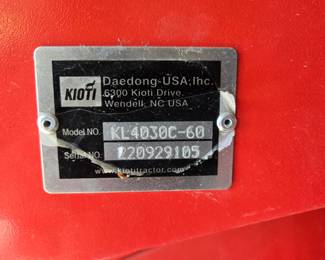 KIOTI
Daedong-USA, Inc.
6300 Kioti Drive
Wendell, NC USA
Model NO. KL4030C-60
Serial NO. 720929105
www.kiotitractor.com